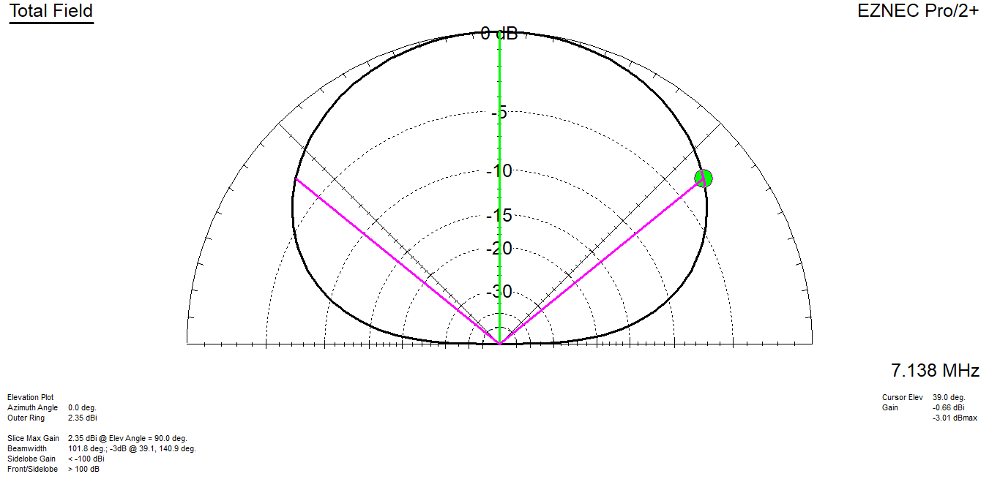 Total Field
EZNEC Pro/2+
0 dB
-5
-10
-15
-20
-30
7.138 MHz
Elevation Plot
Azimuth Angle 0.0 deg.
Outer Ring 2.35 dBi
Slice Max Gain 2.35 dBi @ Elev Angle = 90.0 deg.
Beamwidth 101.8 deg.; -3dB @ 39.1, 140.9 deg.
Sidelobe Gain < -100 dBi
Front/Sidelobe > 100 dB
Cursor Elev 39.0 deg.
Gain -0.66 dBi
-3.01 dBmax